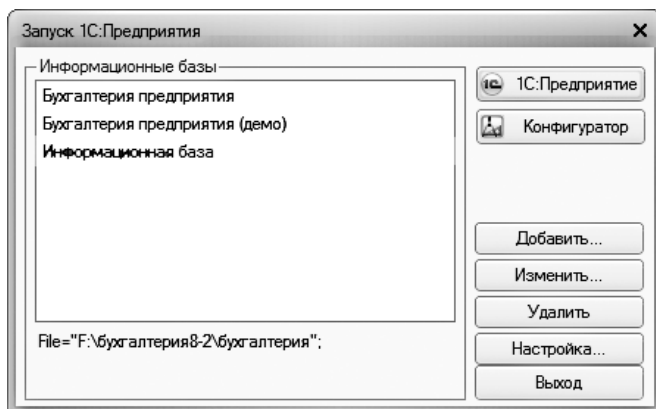 Запуск 1С:Предприятия
Информационные базы
Бухгалтерия предприятия
Бухгалтерия предприятия (демо)
Информационная база
File="F:\бухгалтерия8-2\бухгалтерия";
1С:Предприятие
Конфигуратор
Добавить...
Изменить...
Удалить
Настройка...
Выход